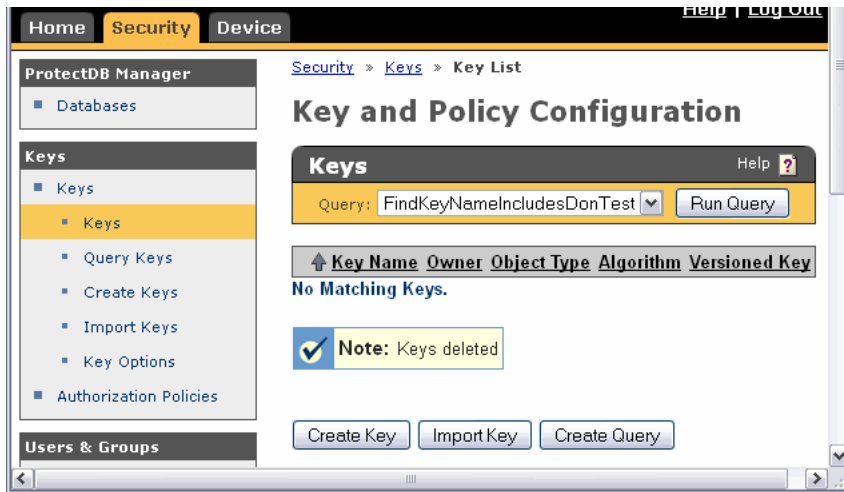 Help | Log Out
Home Security Device
ProtectDB Manager
Databases
Keys
Keys
Keys
Query Keys
Create Keys
Import Keys
Key Options
Authorization Policies
Users & Groups
Security » Keys » Key List
Key and Policy Configuration
Keys Help ?
Query: FindKeyNameIncludesDonTest Run Query
Key Name Owner Object Type Algorithm Versioned Key
No Matching Keys.
Note: Keys deleted
Create Key Import Key Create Query